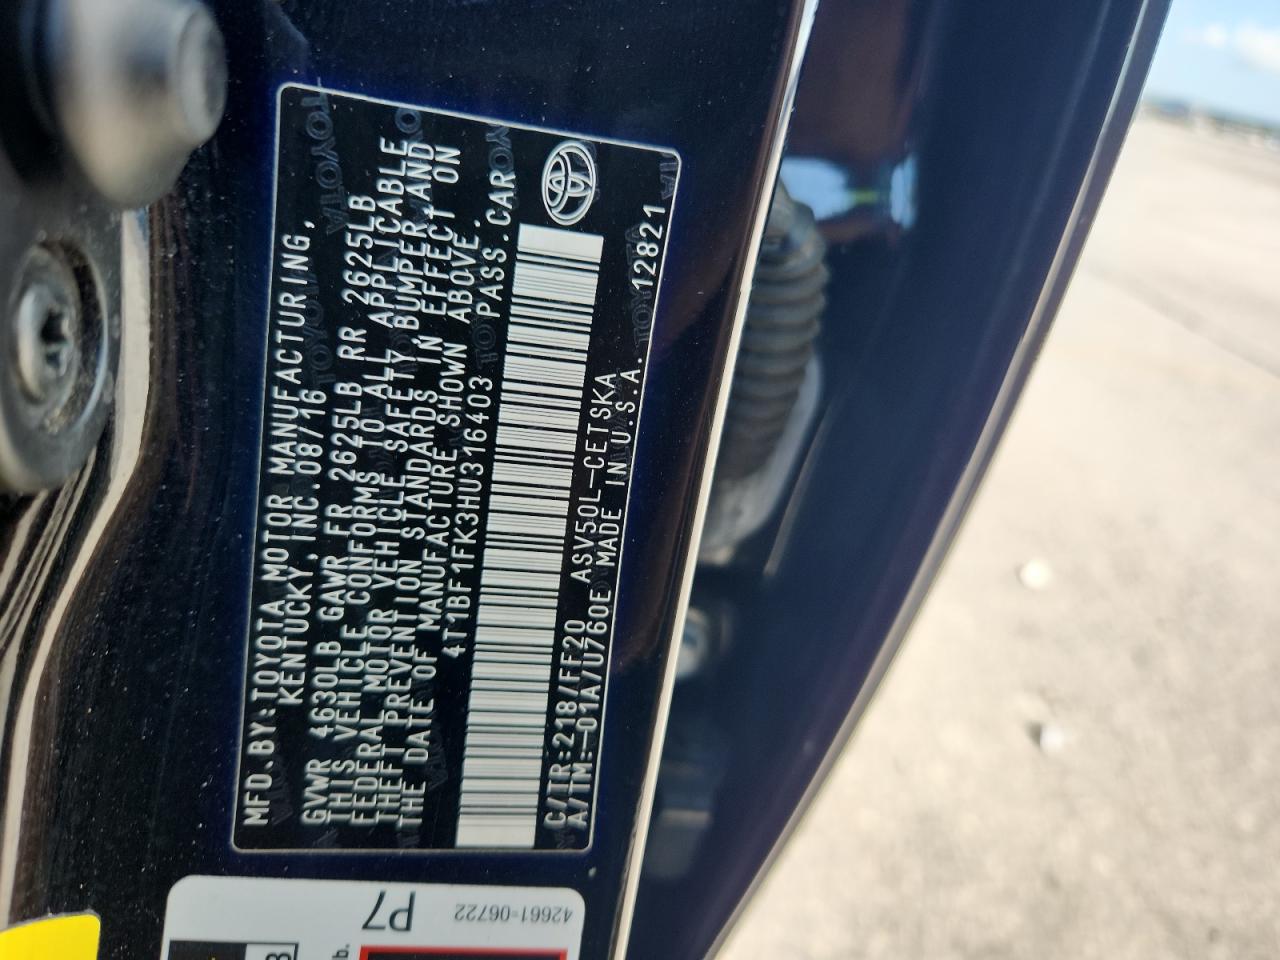 MFD.BY:TOYOTA MOTOR MANUFACTURING,
KENTUCKY, INC.08/16
GVWR 4630LB GAWR FR 2625LB RR 2625LB
THIS VEHICLE CONFORMS TO ALL APPLICABLE
FEDERAL MOTOR VEHICLE SAFETY,BUMPER,AND
THEFT PREVENTION STANDARDS IN EFFECT ON
THE DATE OF MANUFACTURE SHOWN ABOVE.
4T1BF1FK3HU316403 PASS.CAR
C/TR:218/FF20 ASV50L-CETSKA
A/TM:-01A/U760E MADE IN U.S.A. 12821
P7
42661-06722